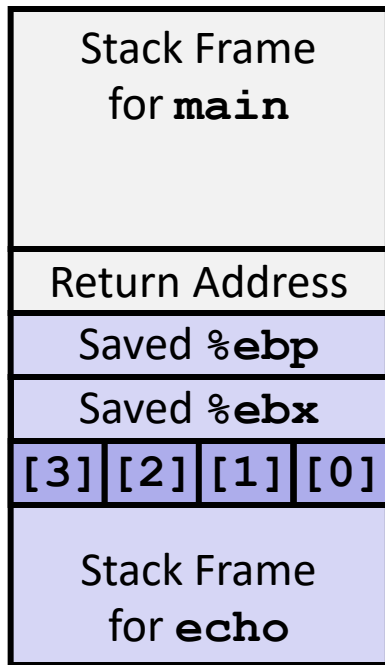 Stack Frame
for main
Return Address
Saved %ebp
Saved %ebx
[3] [2] [1] [0]
Stack Frame
for echo